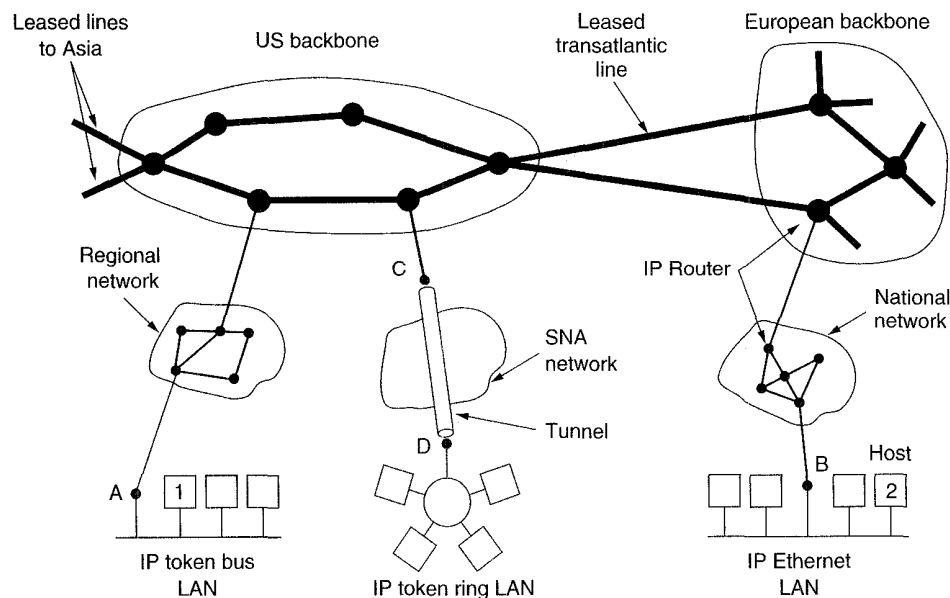 Leased lines
to Asia
US backbone
Leased
transatlantic
line
European backbone
Regional
network
C
SNA
network
Tunnel
D
IP Router
National
network
A
1
B
Host
2
IP token bus
LAN
IP token ring LAN
IP Ethernet
LAN